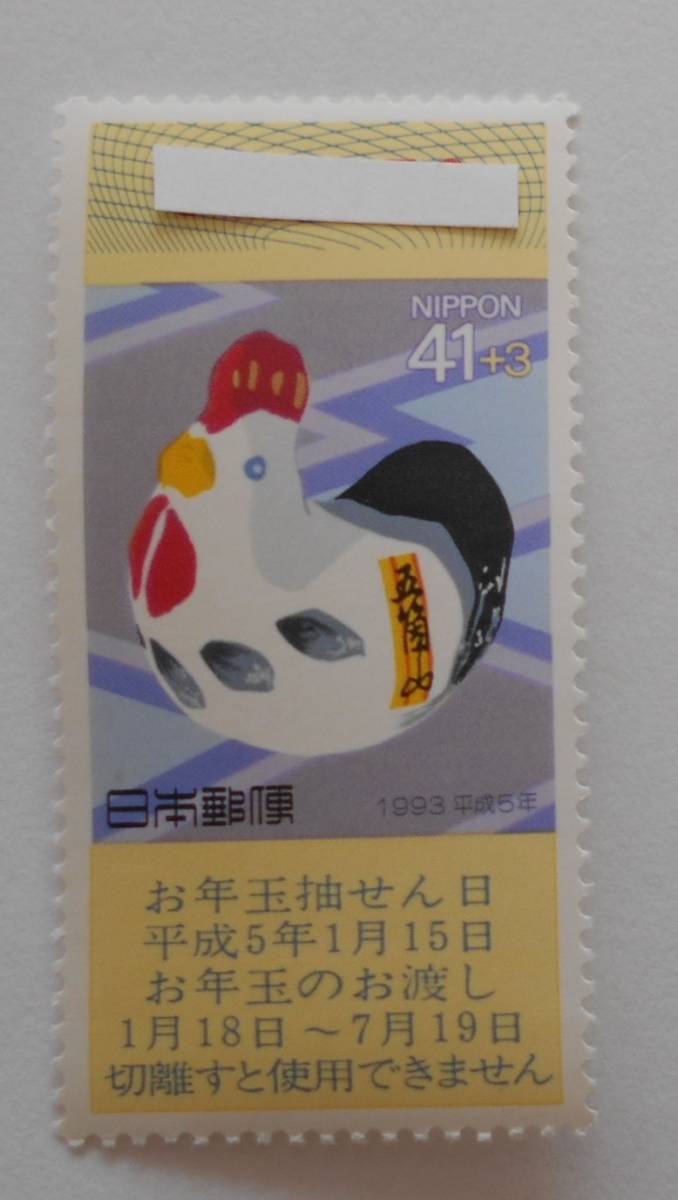 NIPPON
41+3
五箇山
日本郵便
1993 平成5年
お年玉抽せん日
平成5年1月15日
お年玉のお渡し
1月18日～7月19日
切離すと使用できません